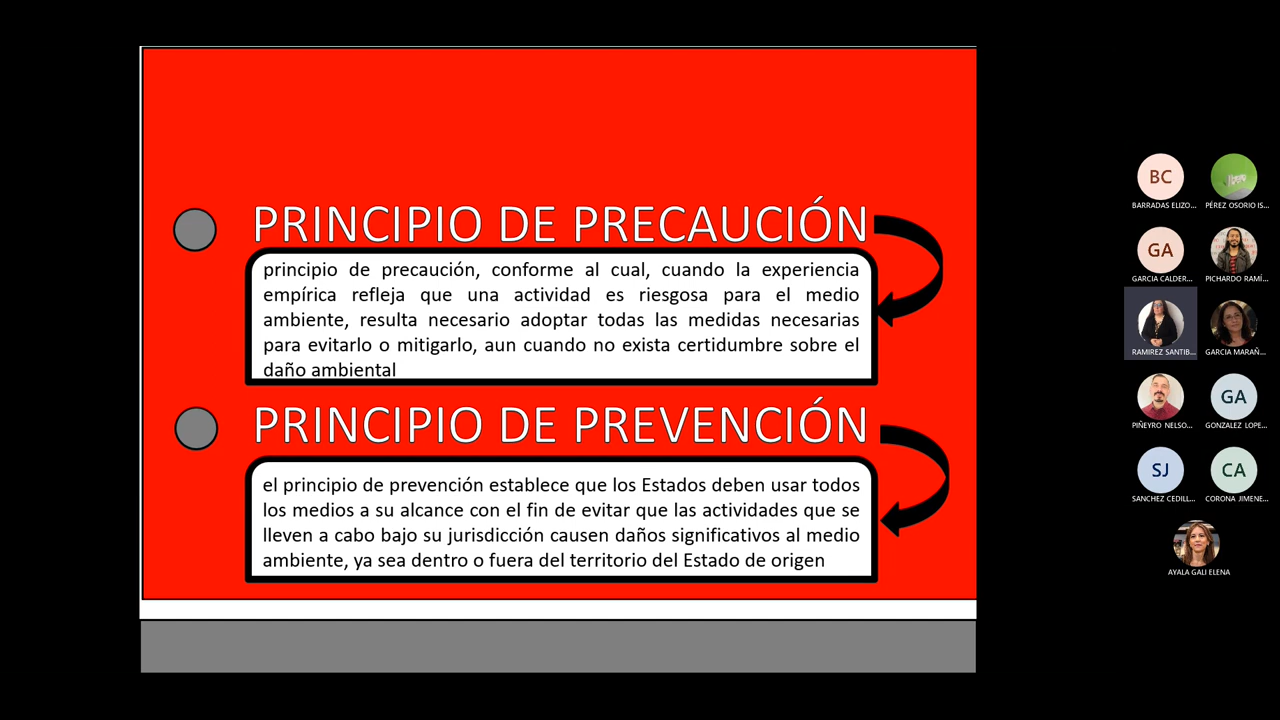 PRINCIPIO DE PRECAUCIÓN
principio de precaución, conforme al cual, cuando la experiencia
empírica refleja que una actividad es riesgosa para el medio
ambiente, resulta necesario adoptar todas las medidas necesarias
para evitarlo o mitigarlo, aun cuando no exista certidumbre sobre el
daño ambiental
PRINCIPIO DE PREVENCIÓN
el principio de prevención establece que los Estados deben usar todos
los medios a su alcance con el fin de evitar que las actividades que se
lleven a cabo bajo su jurisdicción causen daños significativos al medio
ambiente, ya sea dentro o fuera del territorio del Estado de origen
BC
BARRADAS ELIZO...
PÉREZ OSORIO IS...
GA
GARCIA CALDER...
PICHARDO RAMÍ...
RAMIREZ SANTIB...
GARCIA MARAÑ...
PIÑEYRO NELSO...
GA
GONZALEZ LOPE...
SJ
SANCHEZ CEDILL...
CA
CORONA JIMENE...
AYALA GALI ELENA